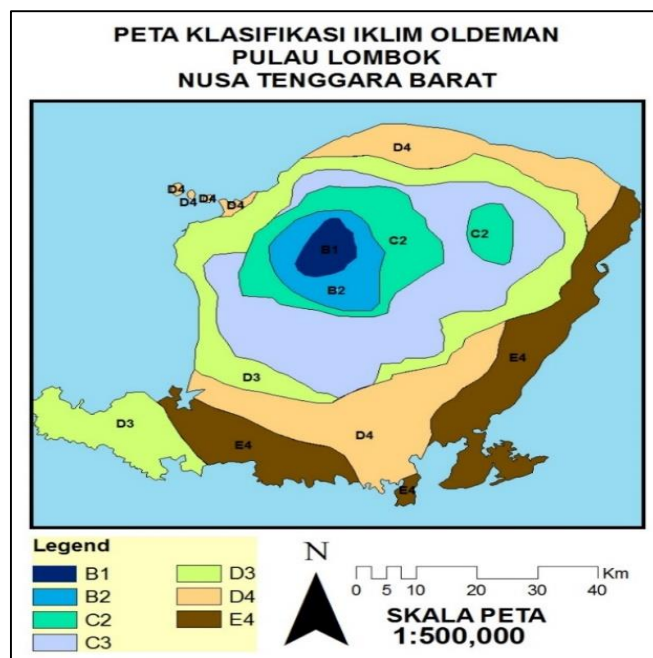 PETA KLASIFIKASI IKLIM OLDEMAN
PULAU LOMBOK
NUSA TENGGARA BARAT
D4
D4
D4
D4
D4
C2
C2
B1
B2
E4
D3
D3
E4
D4
E4
Legend
B1
B2
C2
C3
D3
D4
E4
N
Km
0 5 10 20 30 40
SKALA PETA
1:500,000